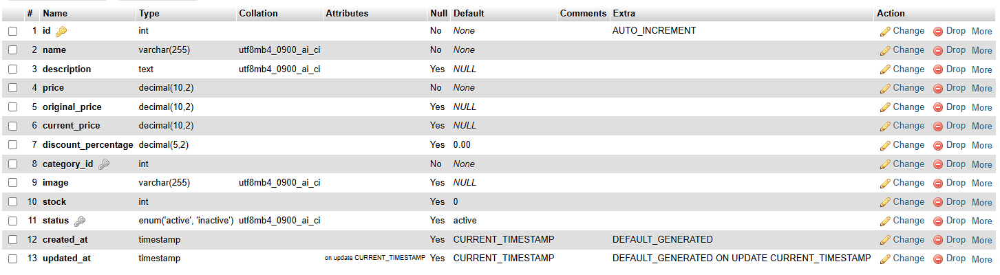 # Name Type Collation Attributes Null Default Comments Extra Action
1 id int No None AUTO_INCREMENT Change Drop More
2 name varchar(255) utf8mb4_0900_ai_ci No None Change Drop More
3 description text utf8mb4_0900_ai_ci Yes NULL Change Drop More
4 price decimal(10,2) No None Change Drop More
5 original_price decimal(10,2) Yes NULL Change Drop More
6 current_price decimal(10,2) Yes NULL Change Drop More
7 discount_percentage decimal(5,2) Yes 0.00 Change Drop More
8 category_id int No None Change Drop More
9 image varchar(255) utf8mb4_0900_ai_ci Yes NULL Change Drop More
10 stock int Yes 0 Change Drop More
11 status enum('active', 'inactive') utf8mb4_0900_ai_ci Yes active Change Drop More
12 created_at timestamp Yes CURRENT_TIMESTAMP DEFAULT_GENERATED Change Drop More
13 updated_at timestamp on update CURRENT_TIMESTAMP Yes CURRENT_TIMESTAMP DEFAULT_GENERATED ON UPDATE CURRENT_TIMESTAMP Change Drop More